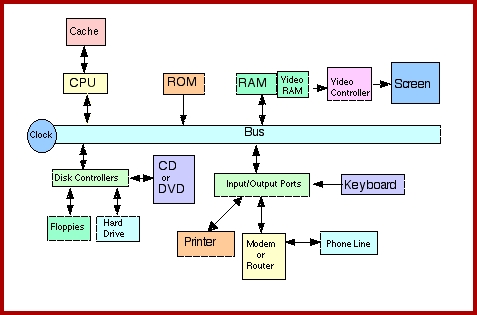 Cache
CPU
ROM
RAM
Video
RAM
Video
Controller
Screen
Clock
Bus
Disk Controllers
CD
or
DVD
Input/Output Ports
Keyboard
Floppies
Hard
Drive
Printer
Modem
or
Router
Phone Line